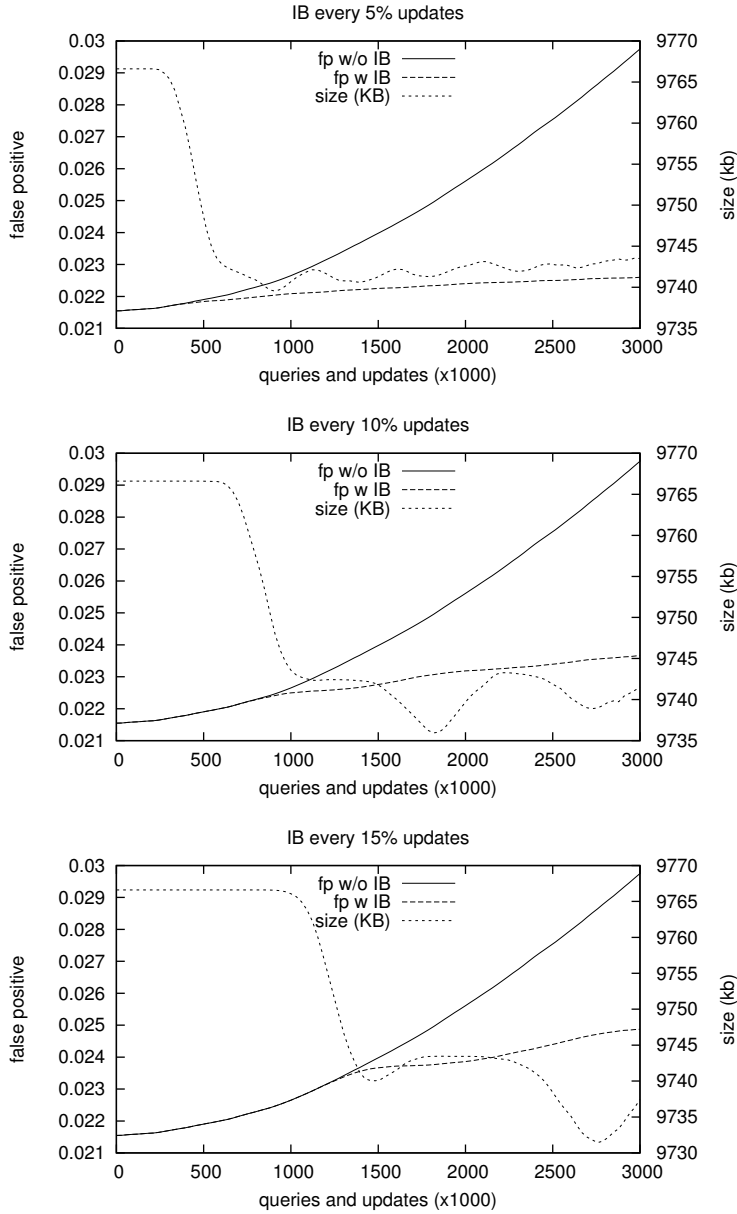 IB every 5% updates
0.03
0.029
0.028
0.027
0.026
0.025
0.024
0.023
0.022
0.021
false positive
fp w/o IB
fp w IB
size (KB)
9770
9765
9760
9755
9750
9745
9740
9735
size (kb)
0 500 1000 1500 2000 2500 3000
queries and updates (x1000)
IB every 10% updates
0.03
0.029
0.028
0.027
0.026
0.025
0.024
0.023
0.022
0.021
false positive
fp w/o IB
fp w IB
size (KB)
9770
9765
9760
9755
9750
9745
9740
9735
size (kb)
0 500 1000 1500 2000 2500 3000
queries and updates (x1000)
IB every 15% updates
0.03
0.029
0.028
0.027
0.026
0.025
0.024
0.023
0.022
0.021
false positive
fp w/o IB
fp w IB
size (KB)
9770
9765
9760
9755
9750
9745
9740
9735
9730
size (kb)
0 500 1000 1500 2000 2500 3000
queries and updates (x1000)